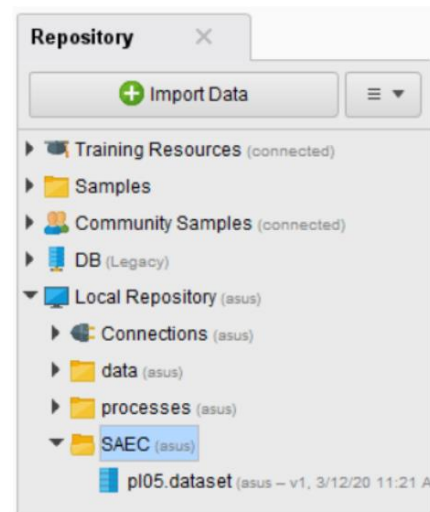 Repository
Import Data
Training Resources (connected)
Samples
Community Samples (connected)
DB (Legacy)
Local Repository (asus)
Connections (asus)
data (asus)
processes (asus)
SAEC (asus)
pl05.dataset (asus – v1, 3/12/20 11:21 A